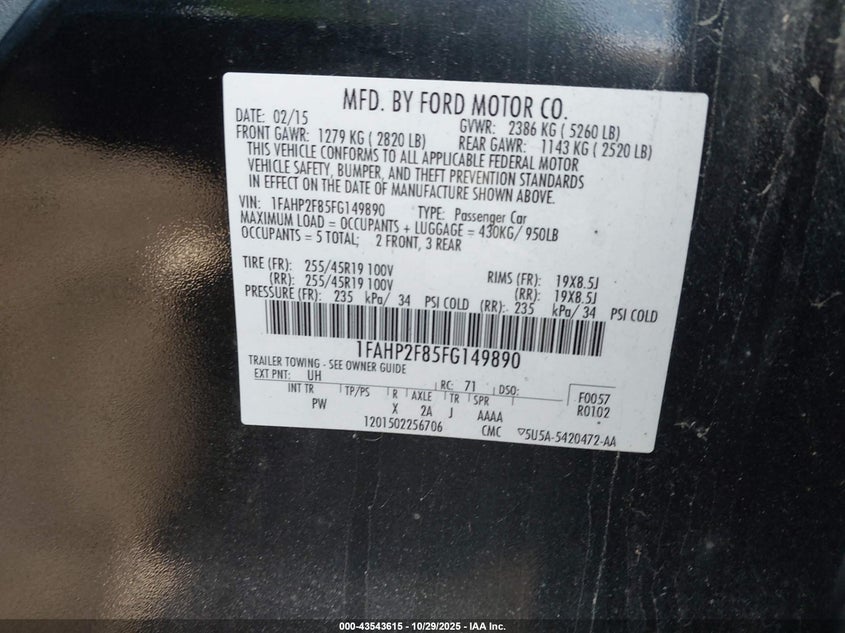 MFD. BY FORD MOTOR CO.
DATE: 02/15 GVWR: 2386 KG ( 5260 LB)
FRONT GAWR: 1279 KG ( 2820 LB) REAR GAWR: 1143 KG ( 2520 LB)
THIS VEHICLE CONFORMS TO ALL APPLICABLE FEDERAL MOTOR
VEHICLE SAFETY, BUMPER, AND THEFT PREVENTION STANDARDS
IN EFFECT ON THE DATE OF MANUFACTURE SHOWN ABOVE.
VIN: 1FAHP2F85FG149890 TYPE: Passenger Car
MAXIMUM LOAD = OCCUPANTS + LUGGAGE = 430KG/ 950LB
OCCUPANTS = 5 TOTAL; 2 FRONT, 3 REAR
TIRE (FR): 255/45R19 100V RIMS (FR): 19X8.5J
(RR): 255/45R19 100V (RR): 19X8.5J
PRESSURE (FR): 235 kPa/ 34 PSI COLD (RR): 235 kPa/ 34 PSI COLD
1FAHP2F85FG149890
TRAILER TOWING - SEE OWNER GUIDE
EXT PNT: UH RC: 71 DSO: F0057
INT TR TP/PS R AXLE TR SPR R0102
PW X 2A J AAAA
1201502256706 CMC ▽5U5A-5420472-AA
000-43543615 | 10/29/2025 - IAA Inc.